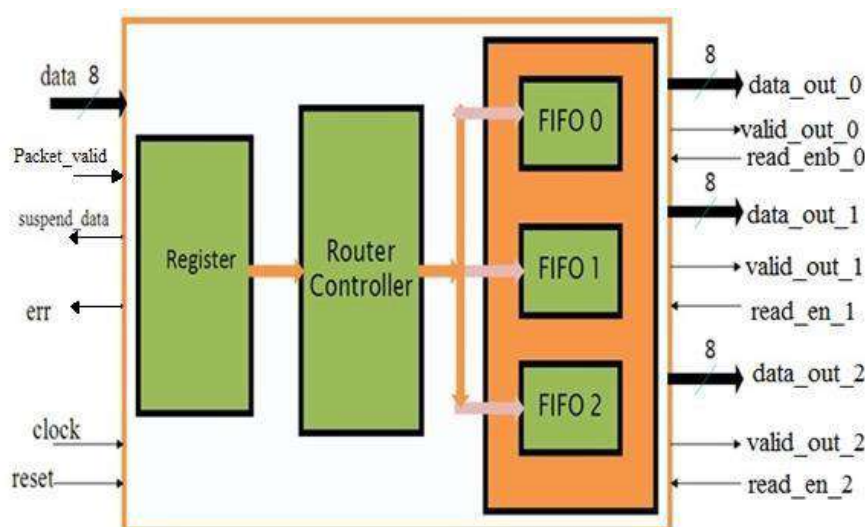 data 8
Packet_valid
suspend_data
err
clock
reset
Register
Router
Controller
FIFO 0
FIFO 1
FIFO 2
8
data_out_0
valid_out_0
read_enb_0
8
data_out_1
valid_out_1
read_en_1
8
data_out_2
valid_out_2
read_en_2